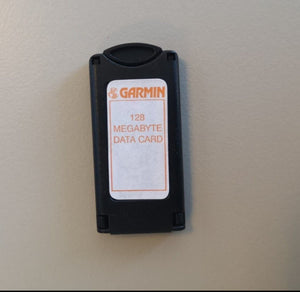 GARMIN
128
MEGABYTE
DATA CARD